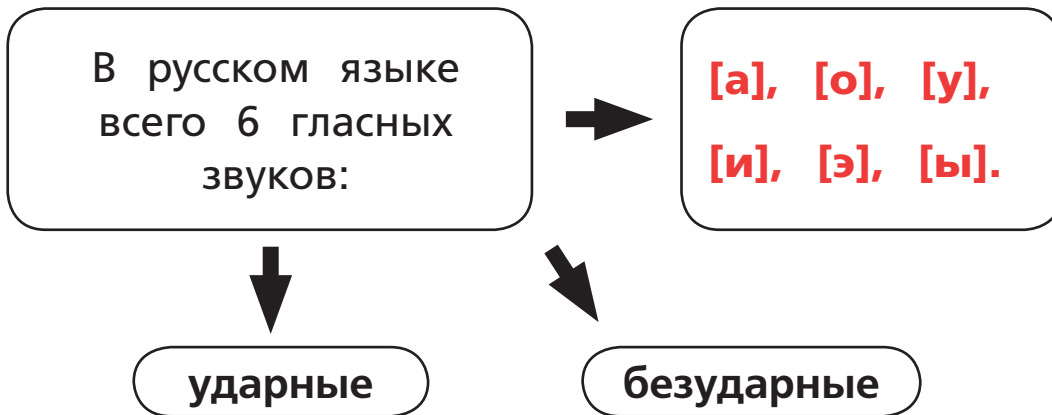 В русском языке
всего 6 гласных
звуков:
[а], [о], [у],
[и], [э], [ы].
ударные
безударные